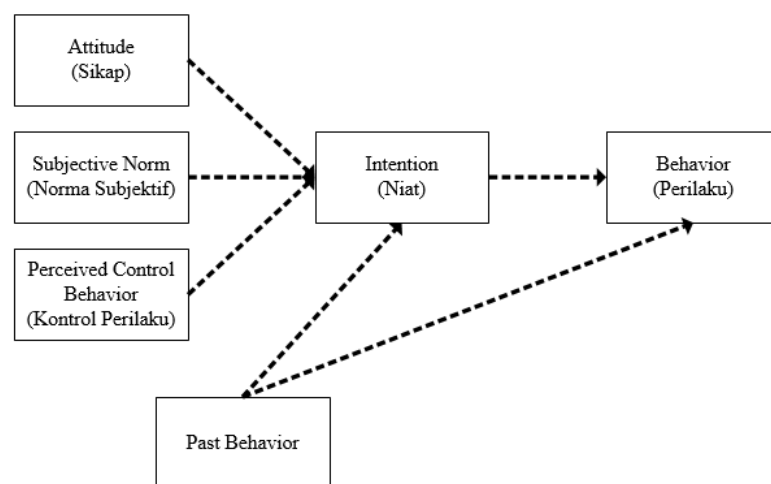 Attitude
(Sikap)
Subjective Norm
(Norma Subjektif)
Perceived Control
Behavior
(Kontrol Perilaku)
Intention
(Niat)
Behavior
(Perilaku)
Past Behavior